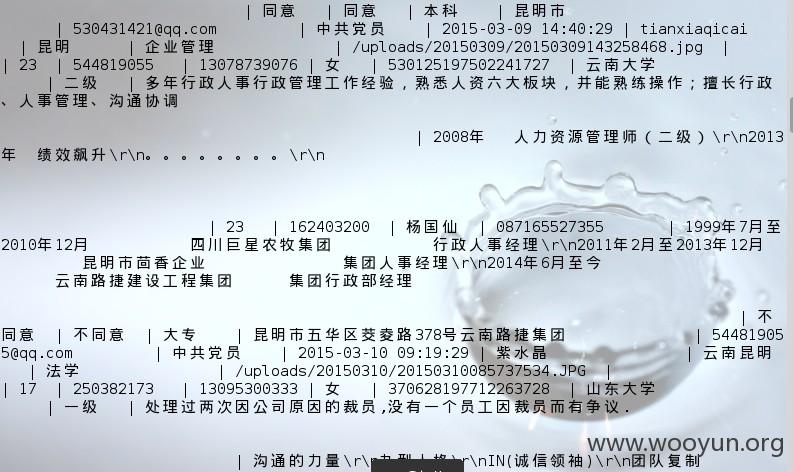 | 同意 | 同意 | 本科 | 昆明市
| 530431421@qq.com | 中共党员 | 2015-03-09 14:40:29 | tianxiaqicai
| 昆明 | 企业管理 | /uploads/20150309/20150309143258468.jpg |
| 23 | 544819055 | 13078739076 | 女 | 530125197502241727 | 云南大学
| 二级 | 多年行政人事行政管理工作经验，熟悉人资六大板块，并能熟练操作；擅长行政
、人事管理、沟通协调
| 2008年 人力资源管理师（二级）\r\n2013
年 绩效飙升\r\n。。。。。。。。\r\n
| 23 | 162403200 | 杨国仙 | 087165527355 | 1999年7月至
2010年12月 四川巨星农牧集团 行政人事经理\r\n2011年2月至2013年12月
昆明市茴香企业 集团人事经理\r\n2014年6月至今
云南路捷建设工程集团 集团行政部经理
| 不
同意 | 不同意 | 大专 | 昆明市五华区茭夌路378号云南路捷集团 | 54481905
5@qq.com | 中共党员 | 2015-03-10 09:19:29 | 紫水晶 | 云南昆明
| 法学 | /uploads/20150310/20150310085737534.JPG |
| 17 | 250382173 | 13095300333 | 女 | 370628197712263728 | 山东大学
| 一级 | 处理过两次因公司原因的裁员,没有一个员工因裁员而有争议.
| 沟通的力量\r\n九型人格\r\nIN(诚信领袖)\r\n团队复制
www.wooyun.org